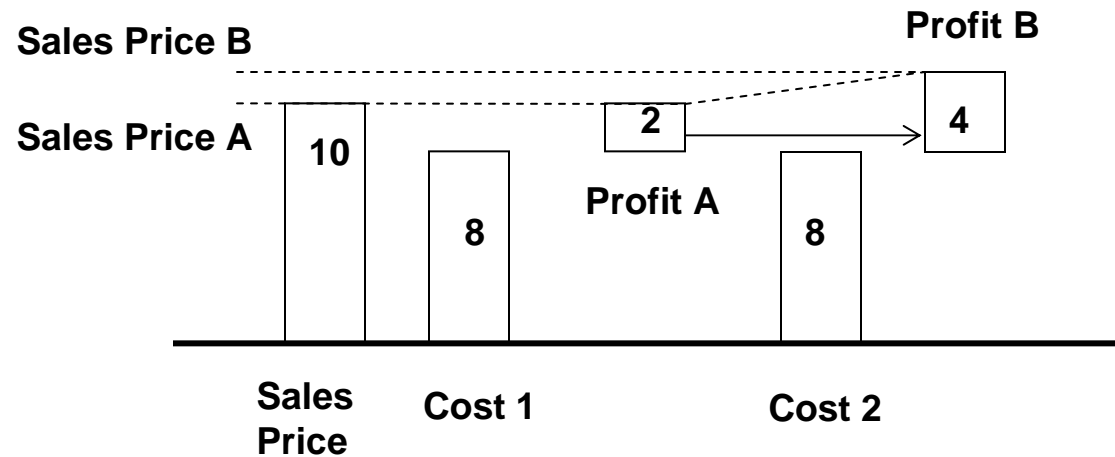 Profit B
Sales Price B
Sales Price A
10
2
4
Profit A
8
8
Sales
Price
Cost 1
Cost 2